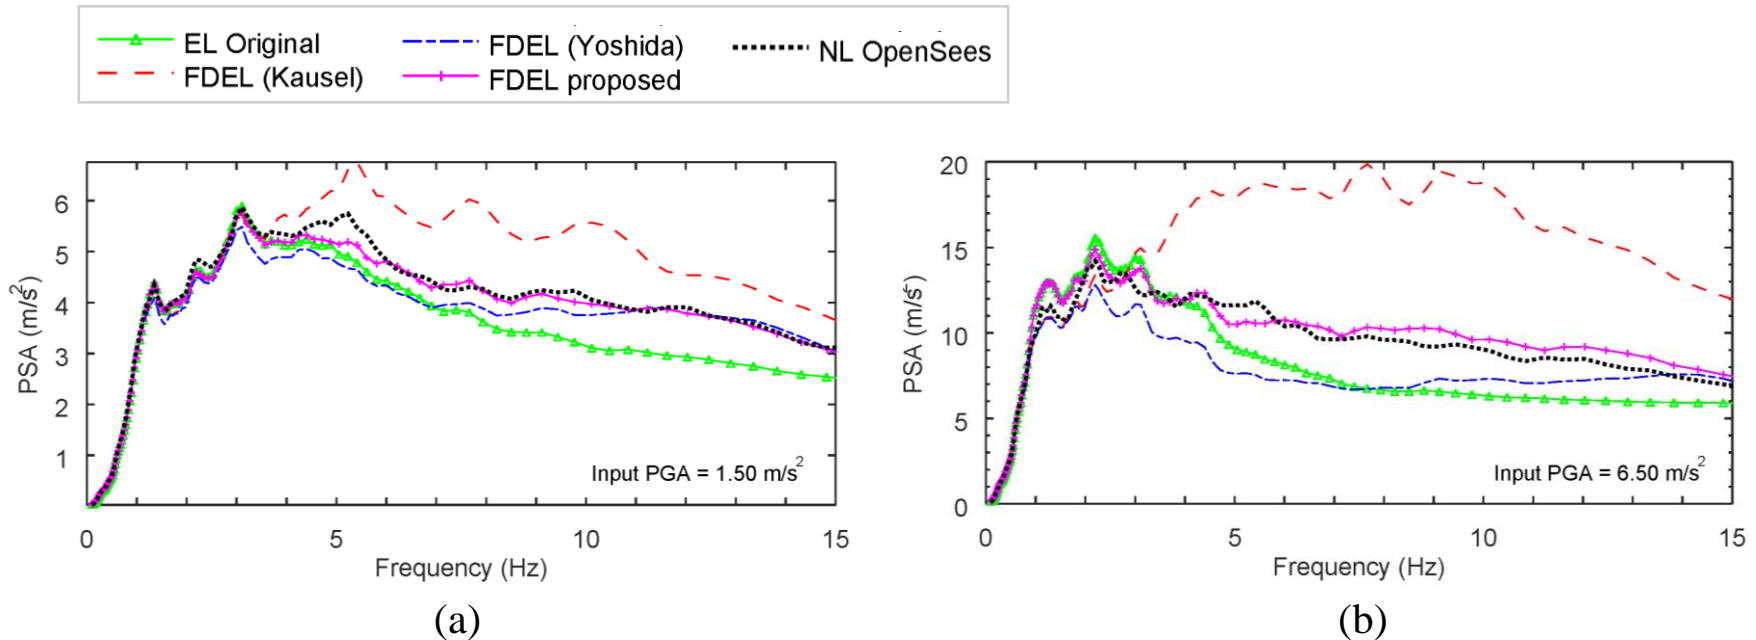 EL Original
FDEL (Kausel)
FDEL (Yoshida)
FDEL proposed
NL OpenSees
PSA (m/s²)
6
5
4
3
2
1
Input PGA = 1.50 m/s²
0 5 10 15
Frequency (Hz)
(a)
PSA (m/s²)
20
15
10
5
0
Input PGA = 6.50 m/s²
0 5 10 15
Frequency (Hz)
(b)